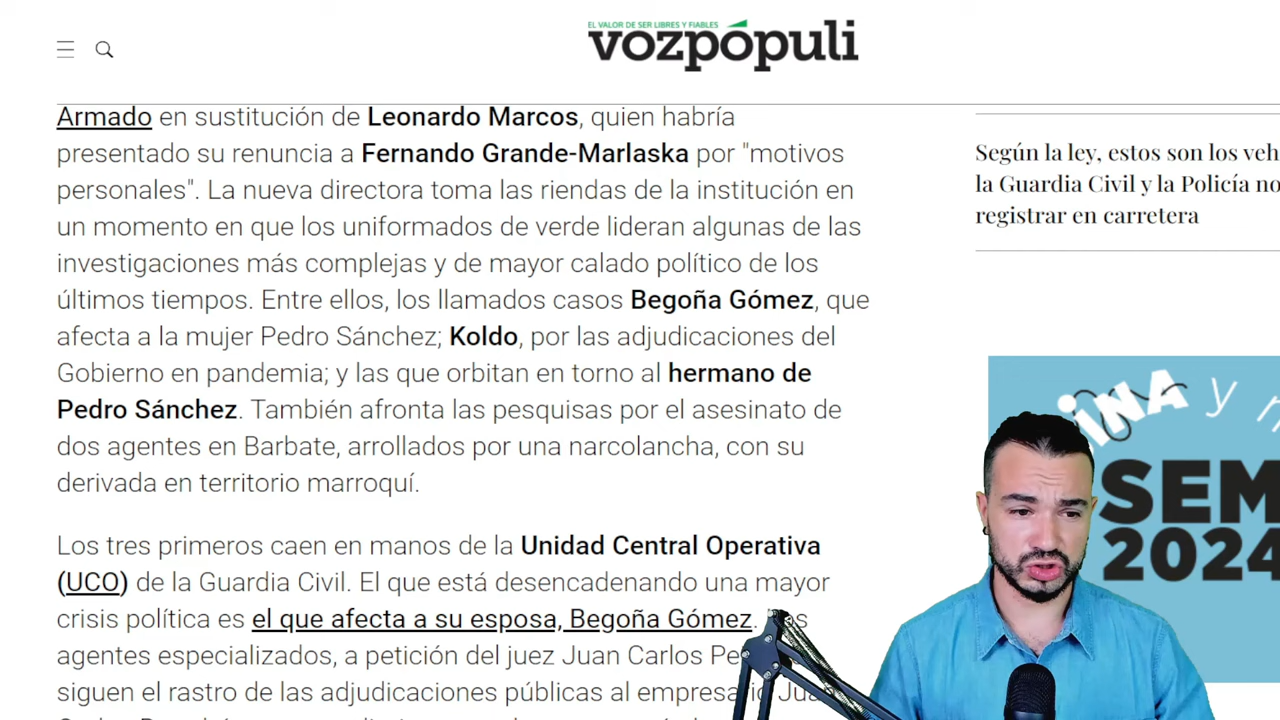 EL VALOR DE SER LIBRES Y FIABLES
vozpópuli
Armado en sustitución de Leonardo Marcos, quien habría
presentado su renuncia a Fernando Grande-Marlaska por "motivos
personales". La nueva directora toma las riendas de la institución en
un momento en que los uniformados de verde lideran algunas de las
investigaciones más complejas y de mayor calado político de los
últimos tiempos. Entre ellos, los llamados casos Begoña Gómez, que
afecta a la mujer Pedro Sánchez; Koldo, por las adjudicaciones del
Gobierno en pandemia; y las que orbitan en torno al hermano de
Pedro Sánchez. También afronta las pesquisas por el asesinato de
dos agentes en Barbate, arrollados por una narcolancha, con su
derivada en territorio marroquí.
Los tres primeros caen en manos de la Unidad Central Operativa
(UCO) de la Guardia Civil. El que está desencadenando una mayor
crisis política es el que afecta a su esposa, Begoña Gómez.
agentes especializados, a petición del juez Juan Carlos
siguen el rastro de las adjudicaciones públicas al empresario
Según la ley, estos son los
la Guardia Civil y la Policía no
registrar en carretera
y
SEM
2024